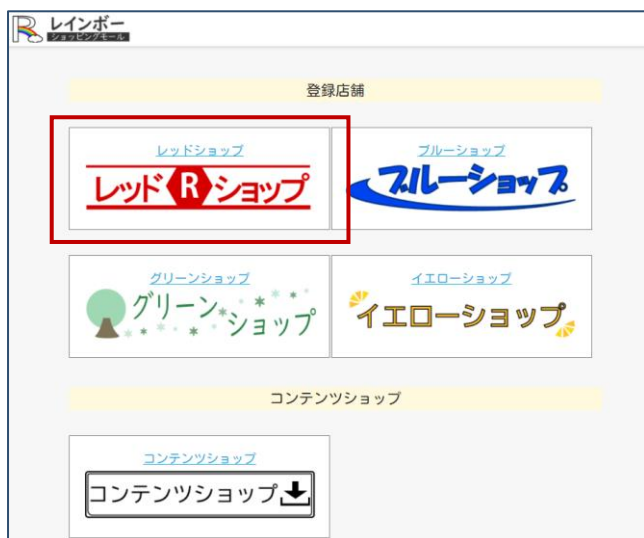 レインボー
ショッピングモール
登録店舗
レッドショップ
レッドRショップ
ブルーショップ
ブルーショップ
グリーンショップ
グリーン
ショップ
イエローショップ
イエローショップ
コンテンツショップ
コンテンツショップ
コンテンツショップ